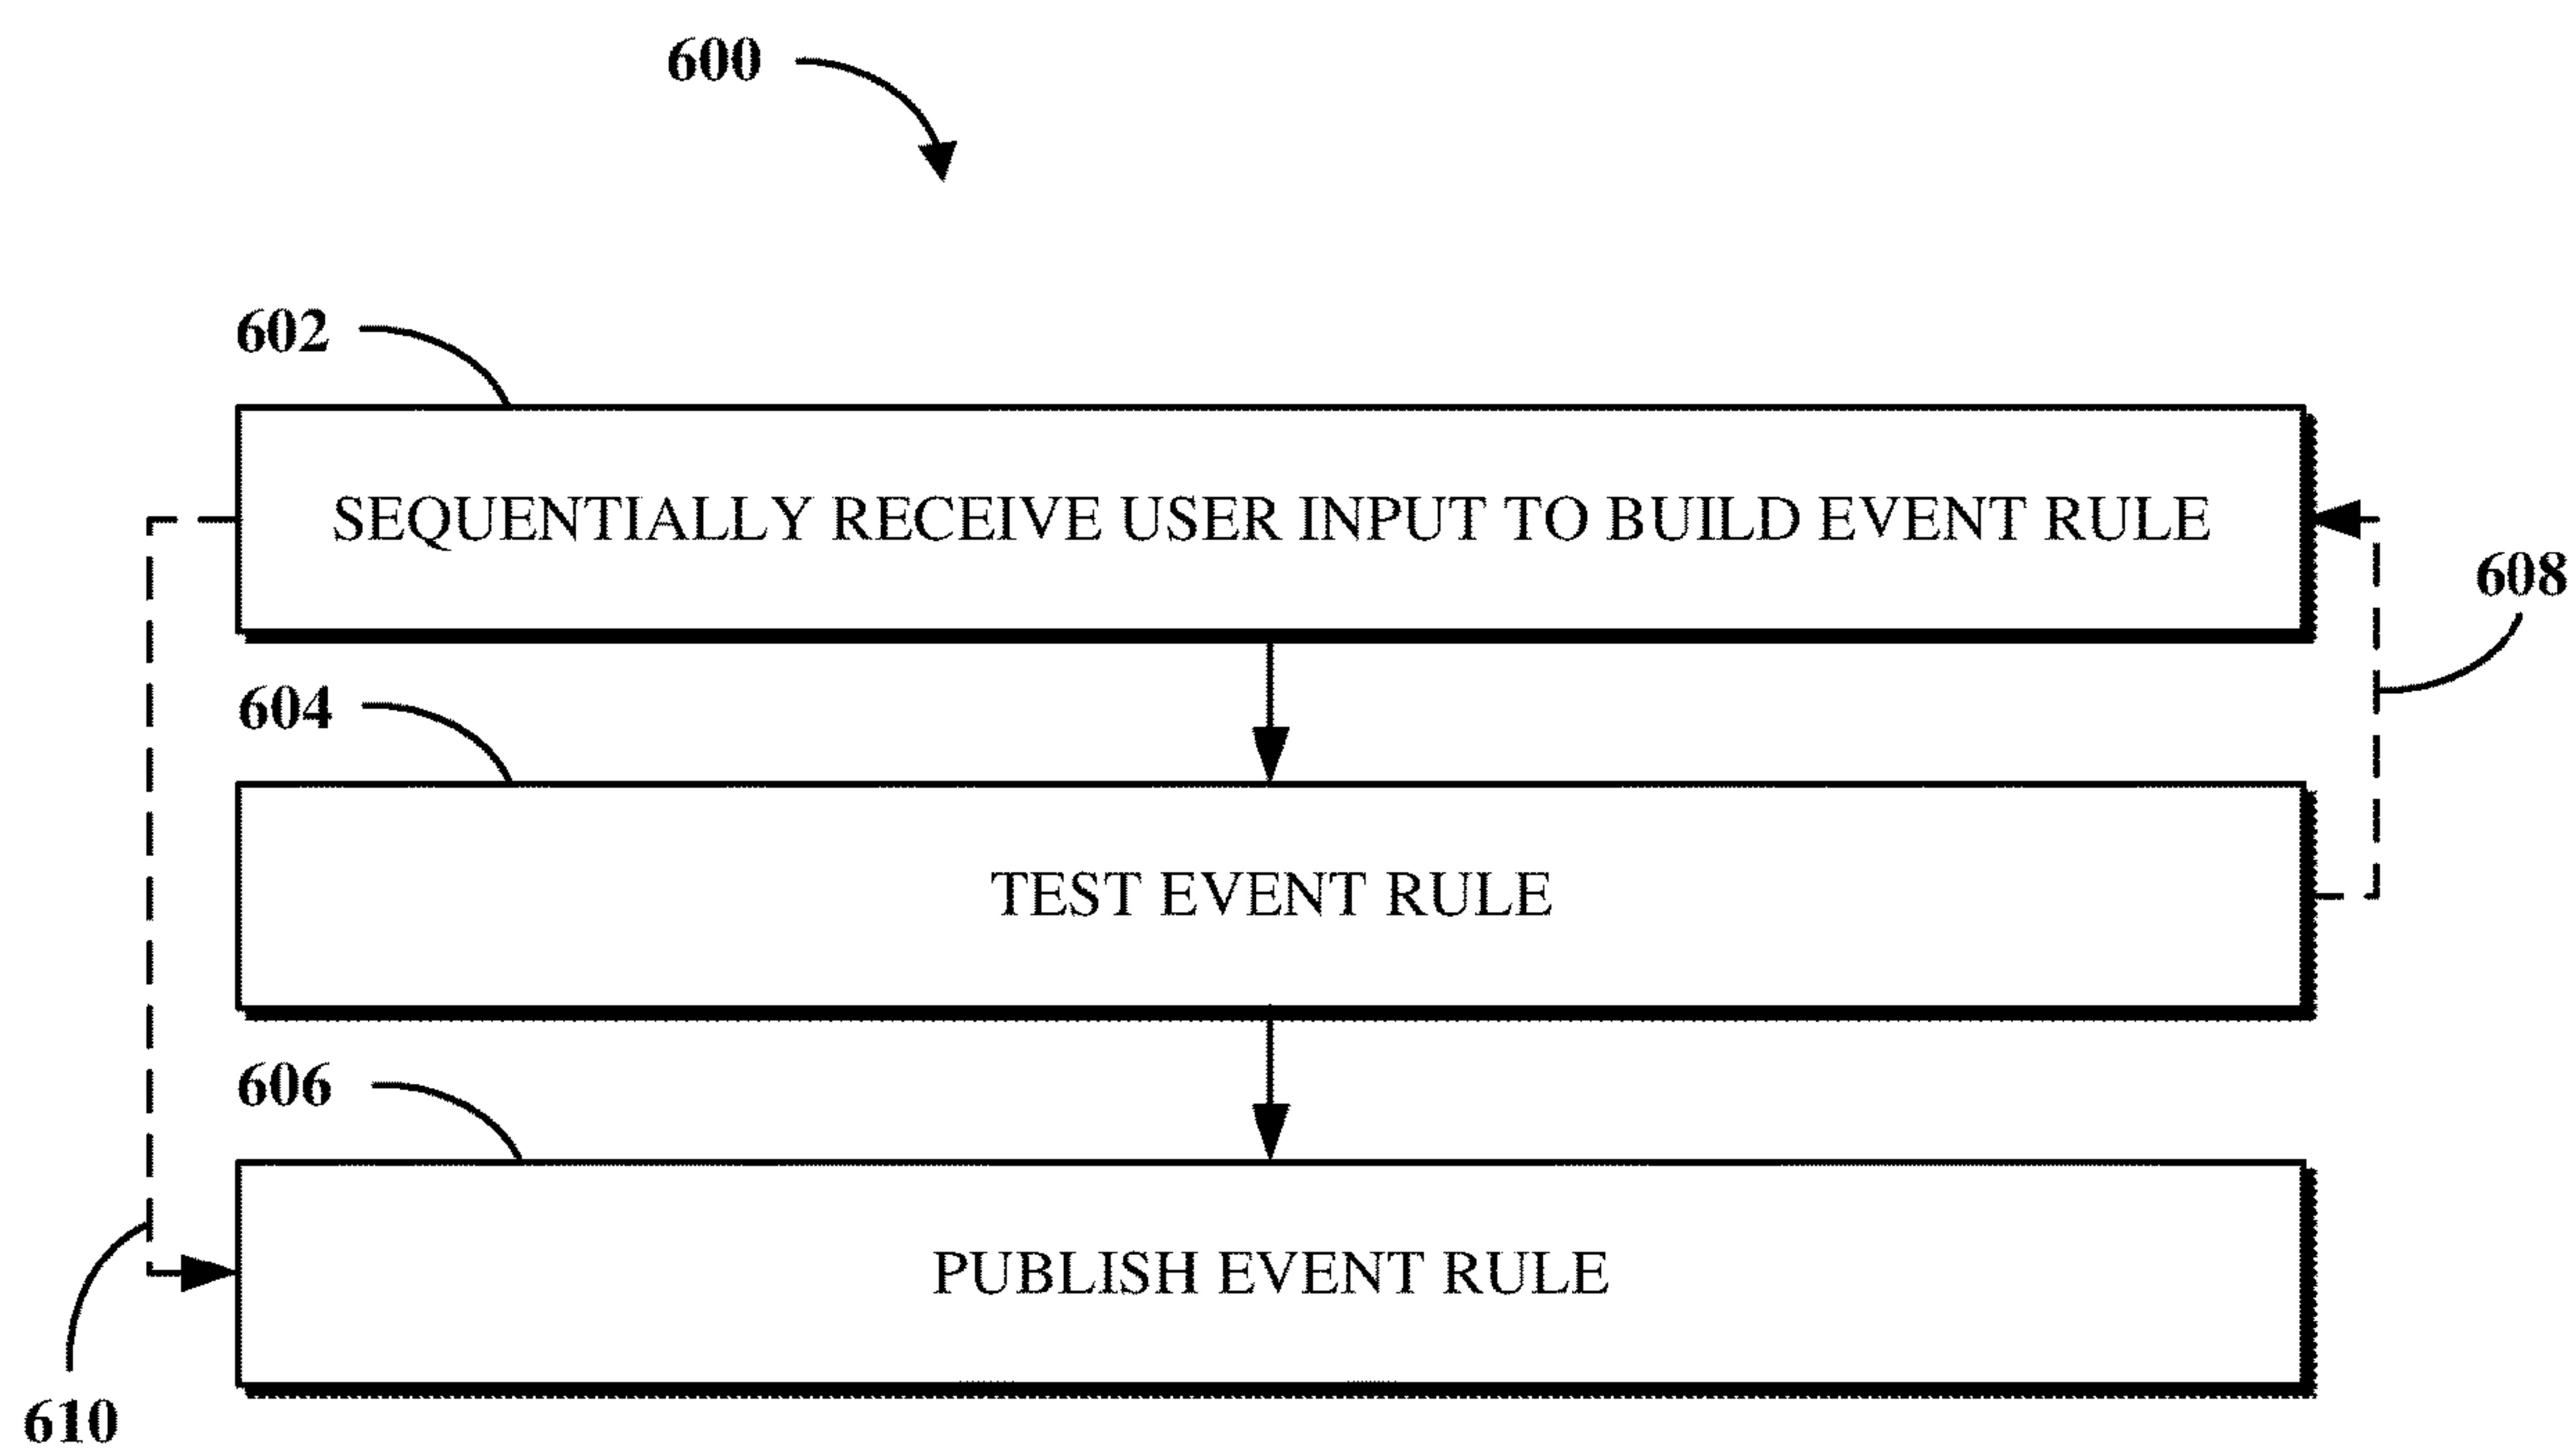 600
602
SEQUENTIALLY RECEIVE USER INPUT TO BUILD EVENT RULE
608
604
TEST EVENT RULE
606
PUBLISH EVENT RULE
610